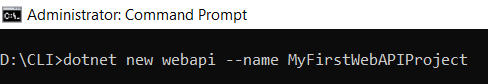 Administrator: Command Prompt
D:\CLI>dotnet new webapi --name MyFirstWebAPIProject